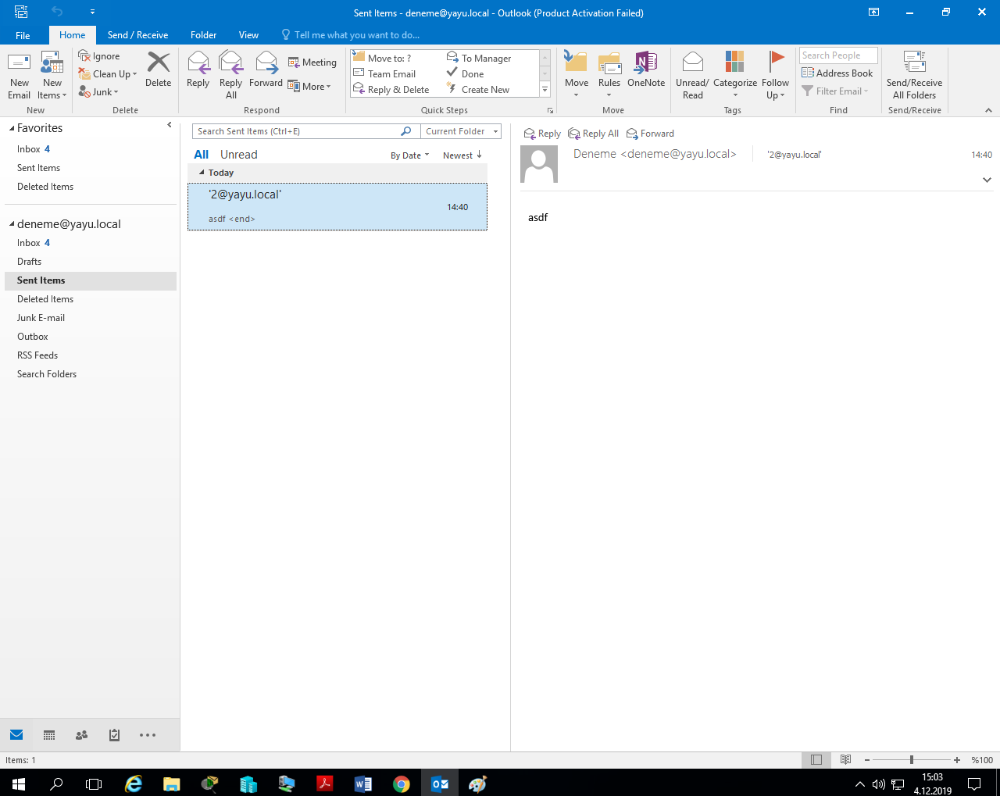 Sent Items - deneme@yayu.local - Outlook (Product Activation Failed)
File Home Send / Receive Folder View Tell me what you want to do...
New Email
New Items
Ignore
Clean Up
Junk
Delete
Reply
Reply All
Forward
Meeting
More
Move to: ?
Team Email
Reply & Delete
To Manager
Done
Create New
Move
Rules
OneNote
Unread/ Read
Categorize
Follow Up
Search People
Address Book
Filter Email
Send/Receive All Folders
New Delete Respond Quick Steps Move Tags Find Send/Receive
Favorites
Inbox 4
Sent Items
Deleted Items
deneme@yayu.local
Inbox 4
Drafts
Sent Items
Deleted Items
Junk E-mail
Outbox
RSS Feeds
Search Folders
Search Sent Items (Ctrl+E) Current Folder
All Unread By Date Newest
Today
'2@yayu.local'
14:40
asdf <end>
Reply Reply All Forward
Deneme <deneme@yayu.local> '2@yayu.local' 14:40
asdf
Items: 1 %100
15:03
4.12.2019